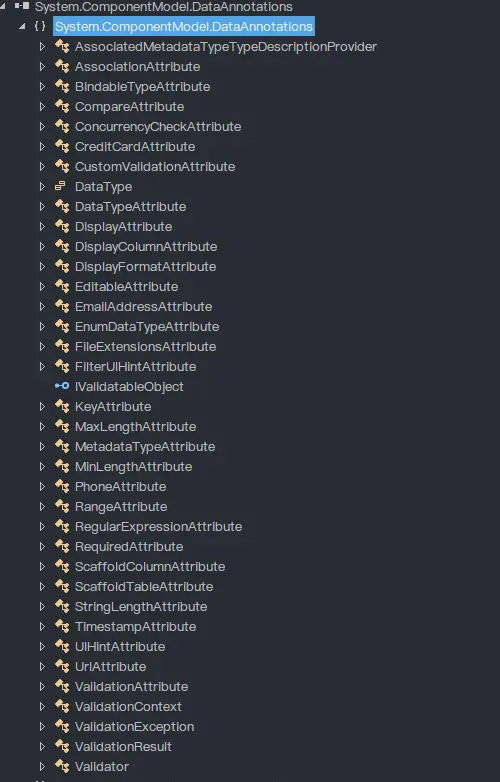 System.ComponentModel.DataAnnotations
{ } System.ComponentModel.DataAnnotations
AssociatedMetadataTypeTypeDescriptionProvider
AssociationAttribute
BindableTypeAttribute
CompareAttribute
ConcurrencyCheckAttribute
CreditCardAttribute
CustomValidationAttribute
DataType
DataTypeAttribute
DisplayAttribute
DisplayColumnAttribute
DisplayFormatAttribute
EditableAttribute
EmailAddressAttribute
EnumDataTypeAttribute
FileExtensionsAttribute
FilterUIHintAttribute
IValidatableObject
KeyAttribute
MaxLengthAttribute
MetadataTypeAttribute
MinLengthAttribute
PhoneAttribute
RangeAttribute
RegularExpressionAttribute
RequiredAttribute
ScaffoldColumnAttribute
ScaffoldTableAttribute
StringLengthAttribute
TimestampAttribute
UIHintAttribute
UrlAttribute
ValidationAttribute
ValidationContext
ValidationException
ValidationResult
Validator